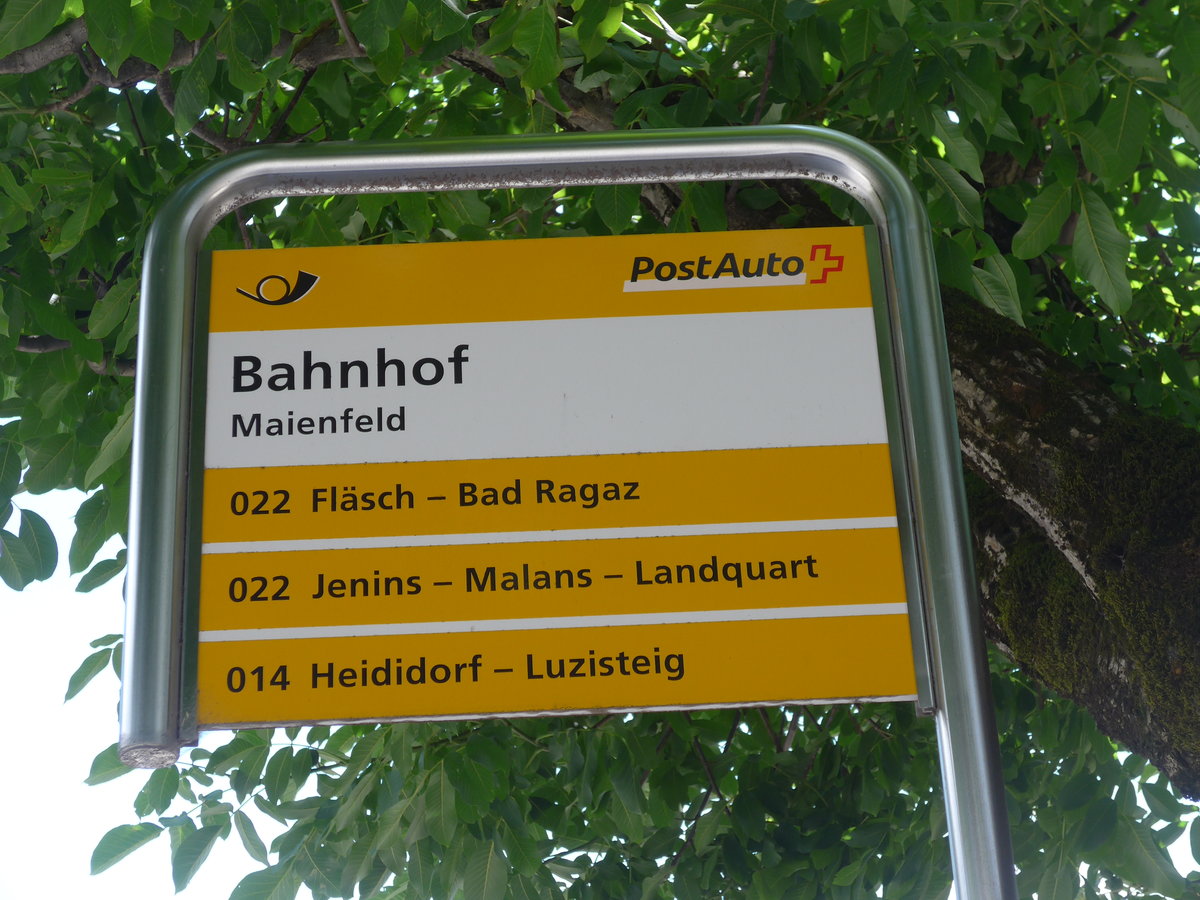 PostAuto
Bahnhof
Maienfeld
022 Fläsch – Bad Ragaz
022 Jenins – Malans – Landquart
014 Heididorf – Luzisteig